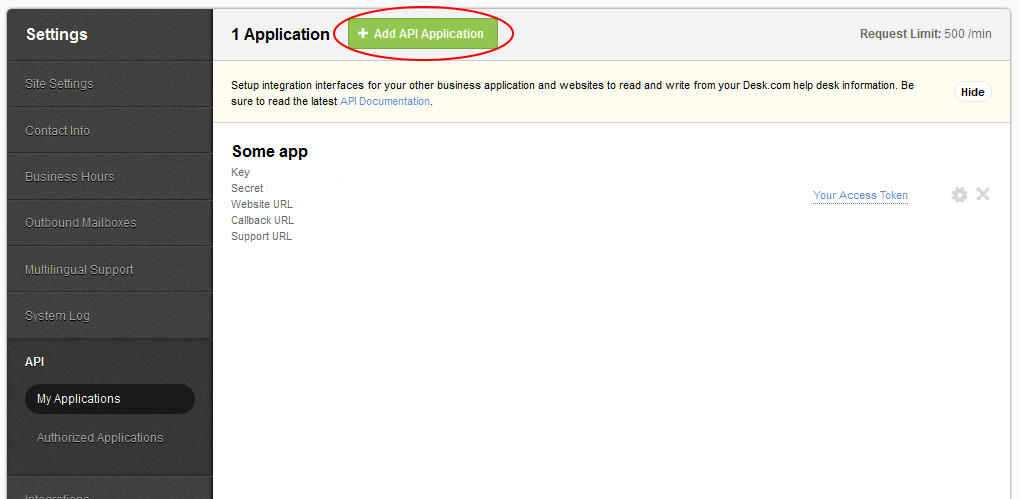 Settings
1 Application
+ Add API Application
Request Limit: 500 /min
Site Settings
Contact Info
Business Hours
Outbound Mailboxes
Multilingual Support
System Log
API
My Applications
Authorized Applications
Integrations
Setup integration interfaces for your other business application and websites to read and write from your Desk.com help desk information. Be
sure to read the latest API Documentation.
Hide
Some app
Key
Secret
Website URL
Callback URL
Support URL
Your Access Token